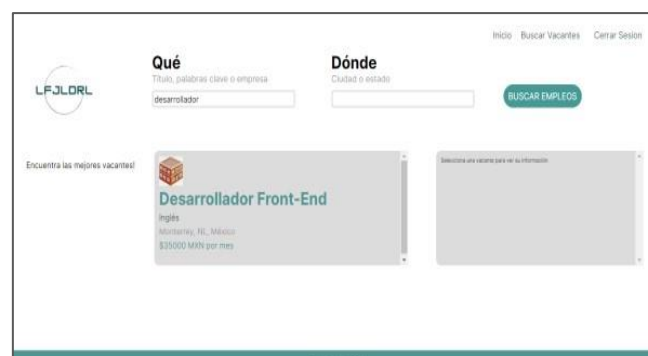 Inicio Buscar Vacantes Cerrar Sesion
LFJLDRL
Qué
Título, palabras clave o empresa
desarrollador
Dónde
Ciudad o estado
BUSCAR EMPLEOS
Encuentra las mejores vacantes!
Desarrollador Front-End
Inglés
Monterrey, NL, México
$35000 MXN por mes
Selecciona una vacante para ver su información